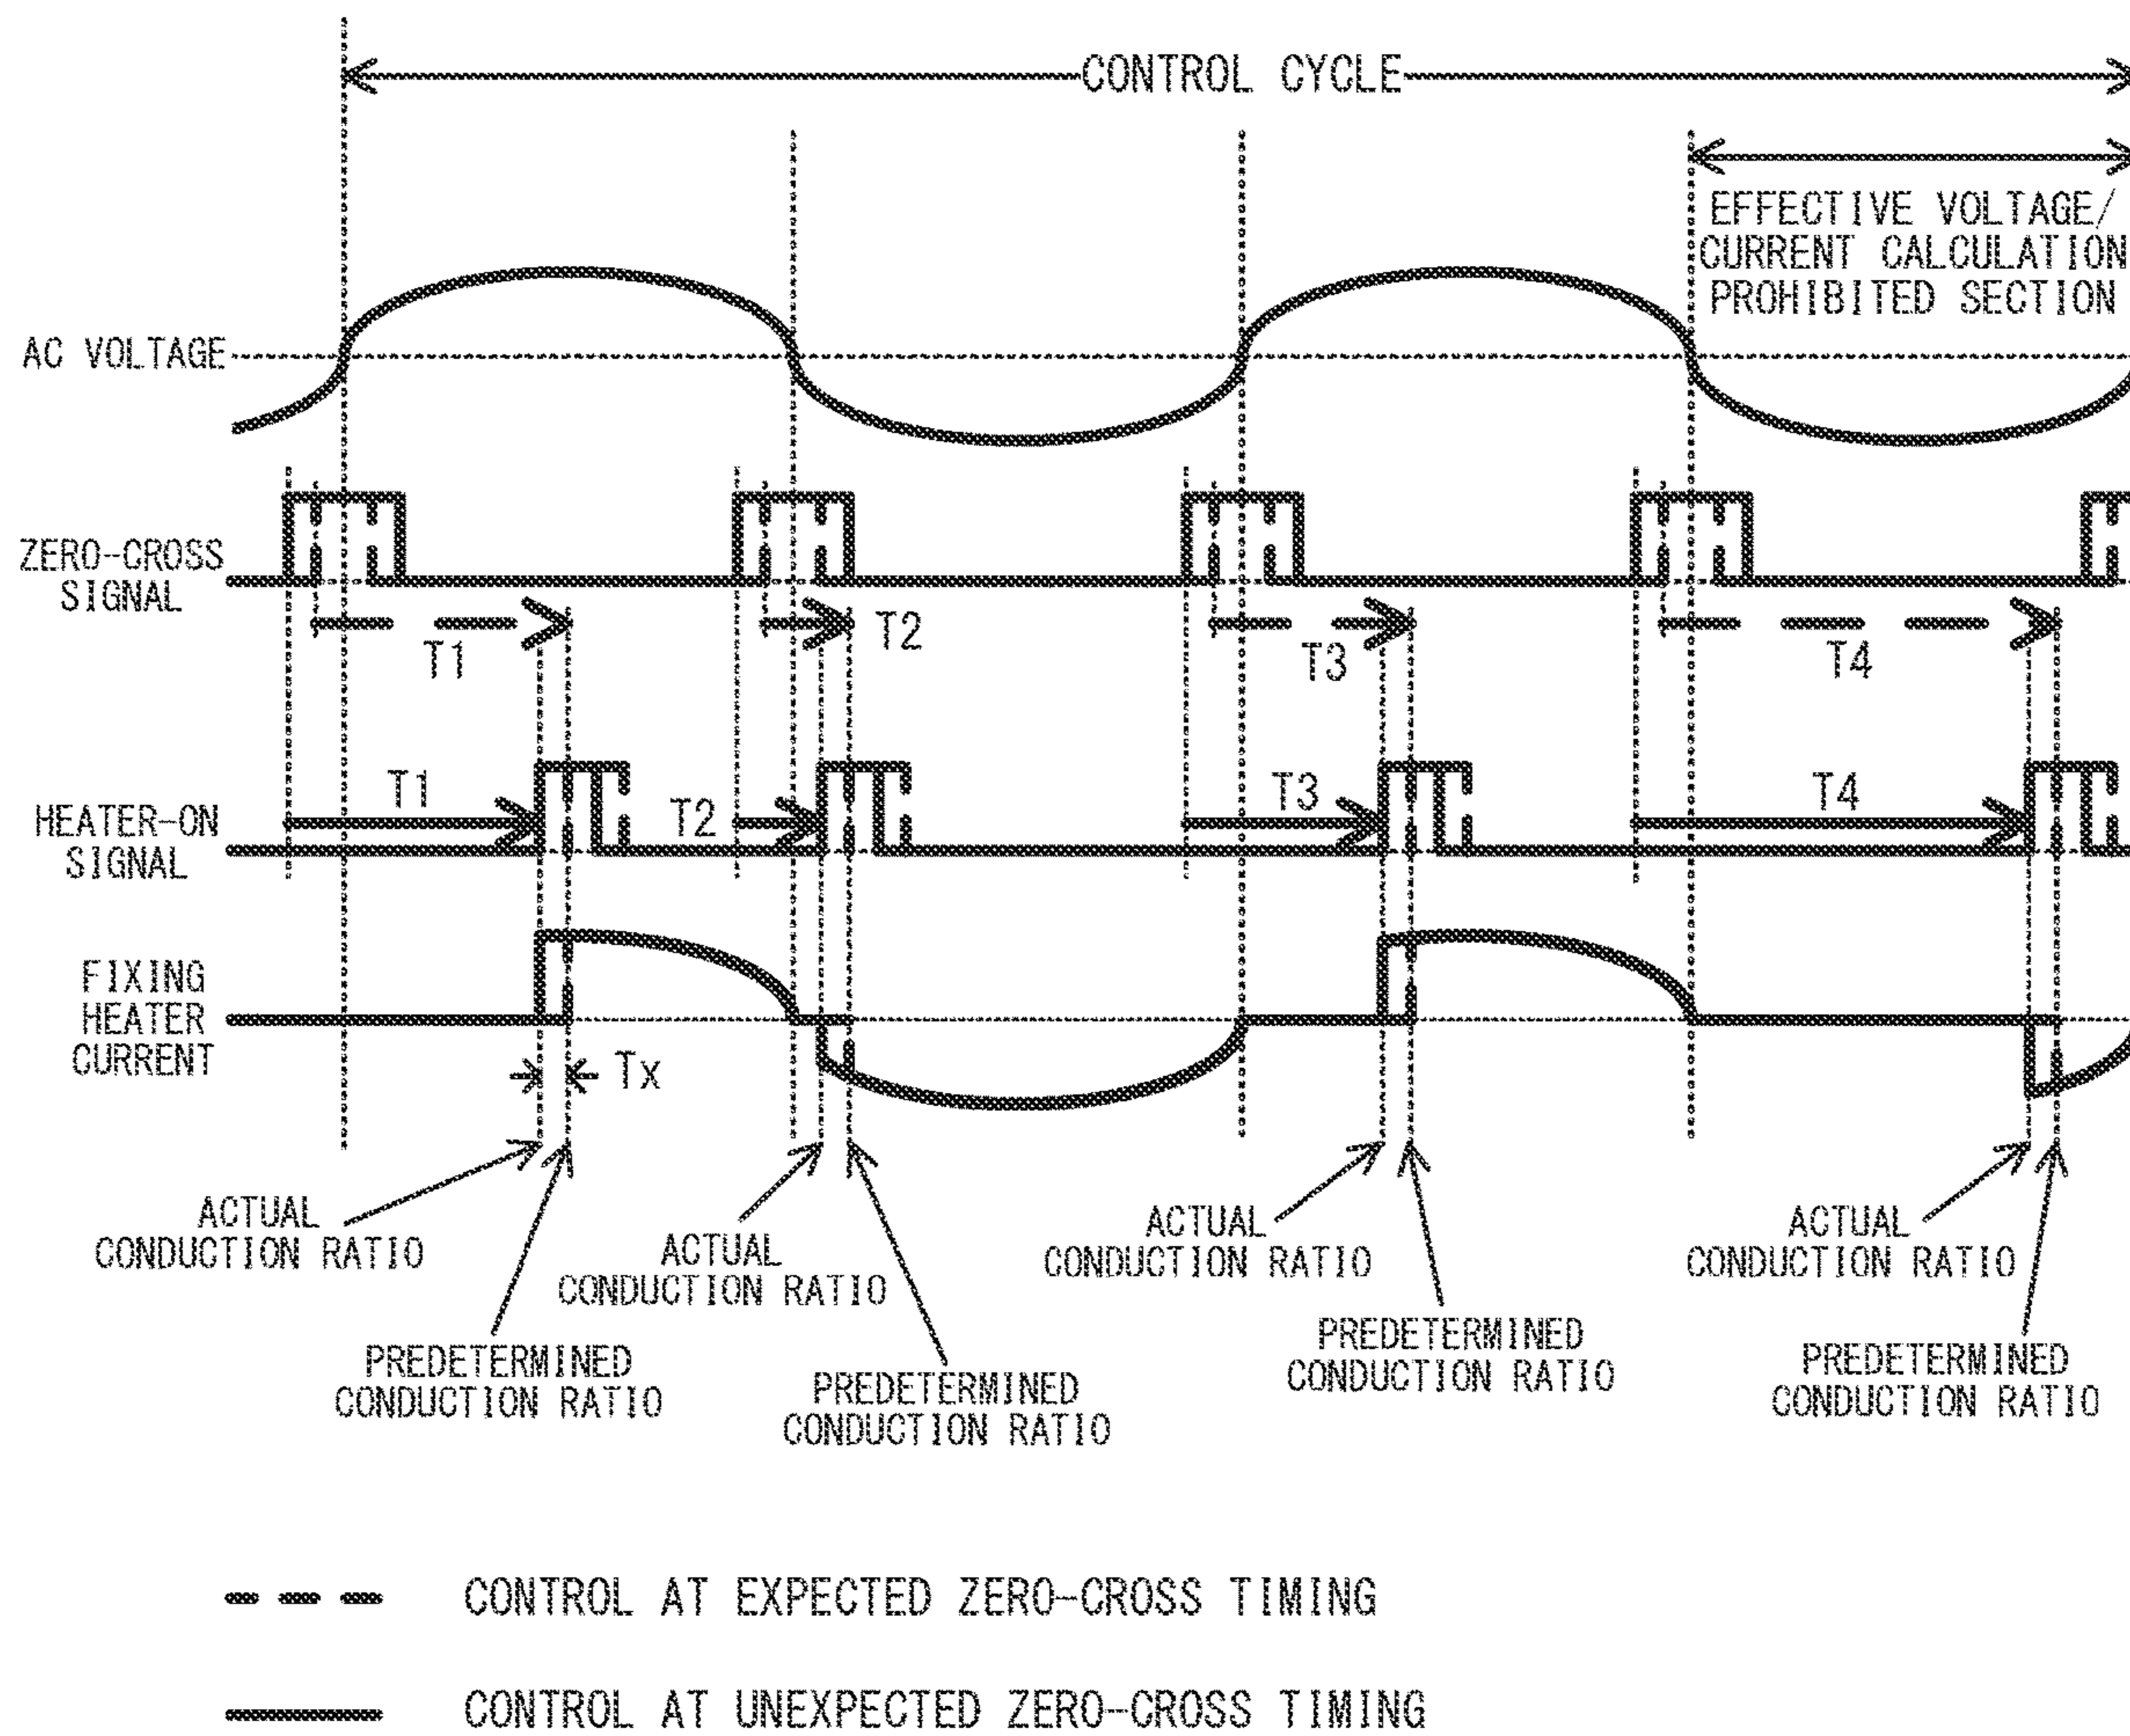 CONTROL CYCLE
EFFECTIVE VOLTAGE/
CURRENT CALCULATION
PROHIBITED SECTION
AC VOLTAGE
ZERO-CROSS
SIGNAL
T1
T2
T3
T4
HEATER-ON
SIGNAL
T1
T2
T3
T4
FIXING
HEATER
CURRENT
Tx
ACTUAL
CONDUCTION RATIO
PREDETERMINED
CONDUCTION RATIO
ACTUAL
CONDUCTION RATIO
PREDETERMINED
CONDUCTION RATIO
ACTUAL
CONDUCTION RATIO
PREDETERMINED
CONDUCTION RATIO
ACTUAL
CONDUCTION RATIO
PREDETERMINED
CONDUCTION RATIO
CONTROL AT EXPECTED ZERO-CROSS TIMING
CONTROL AT UNEXPECTED ZERO-CROSS TIMING